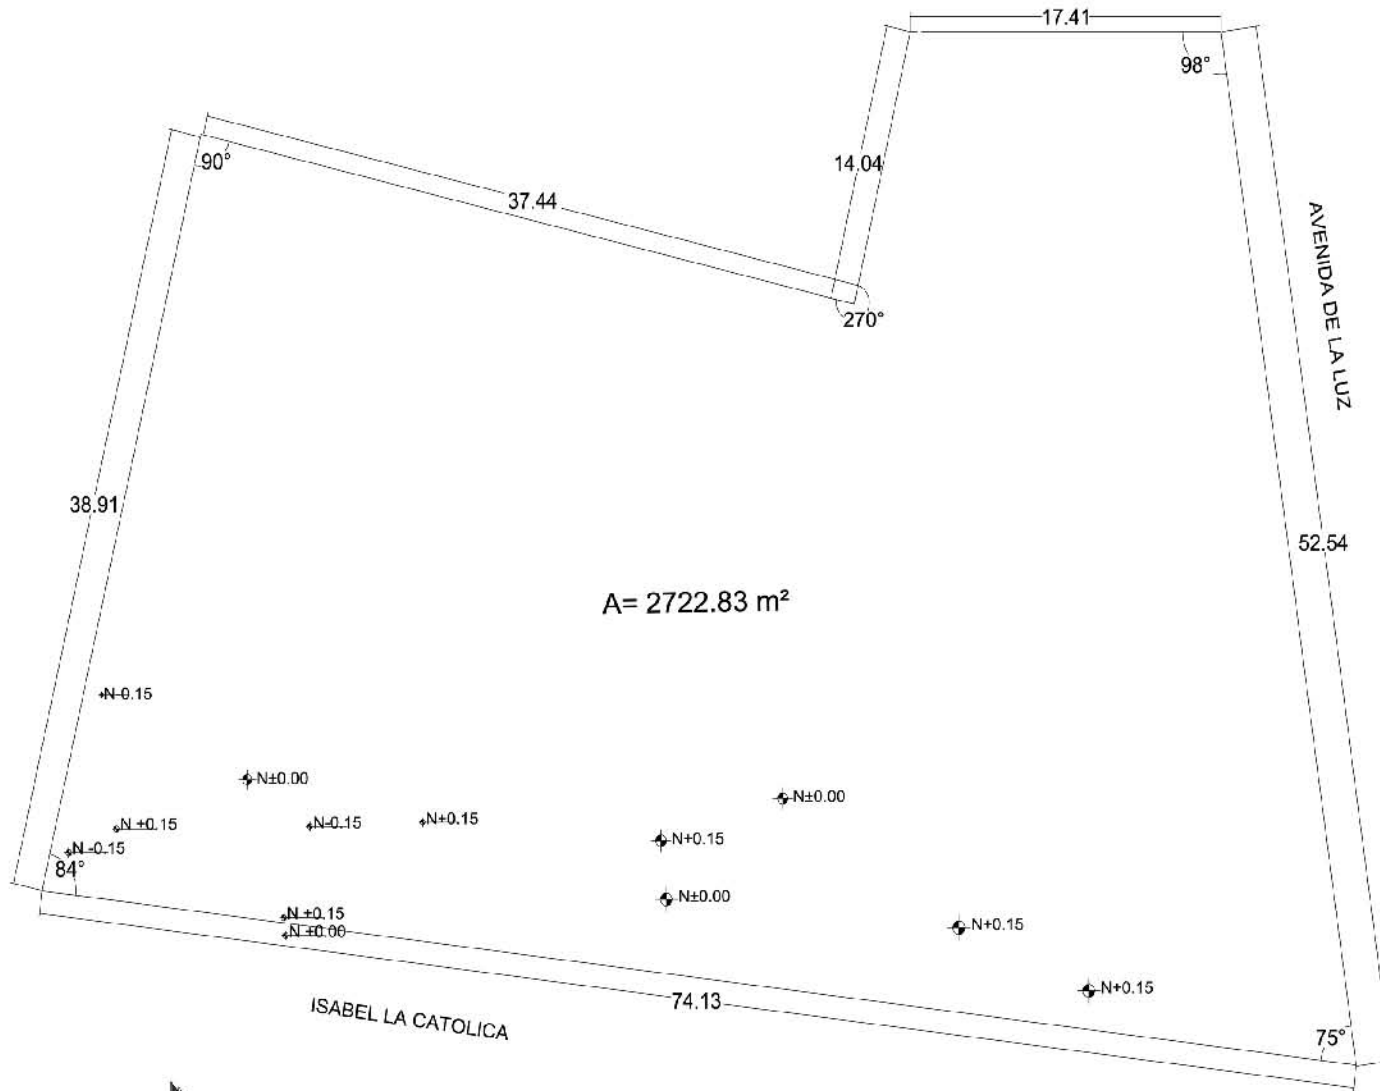 17.41
98°
90°
14.04
37.44
AVENIDA DE LA LUZ
270°
38.91
52.54
A= 2722.83 m²
N-0.15
N±0.00
N±0.00
N +0.15
N-0.15
N+0.15
N+0.15
N -0.15
84°
N±0.00
N +0.15
N+0.15
N ±0.00
N+0.15
74.13
ISABEL LA CATOLICA
75°